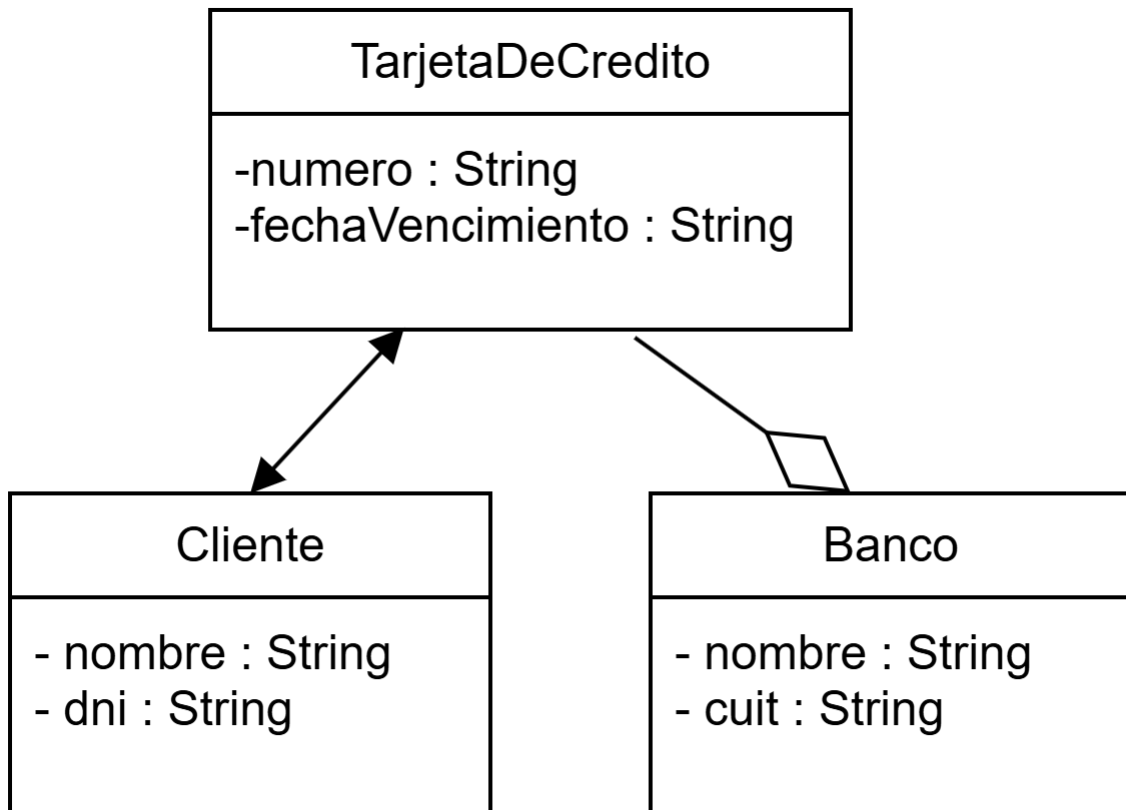 TarjetaDeCredito
-numero : String
-fechaVencimiento : String
Cliente
- nombre : String
- dni : String
Banco
- nombre : String
- cuit : String